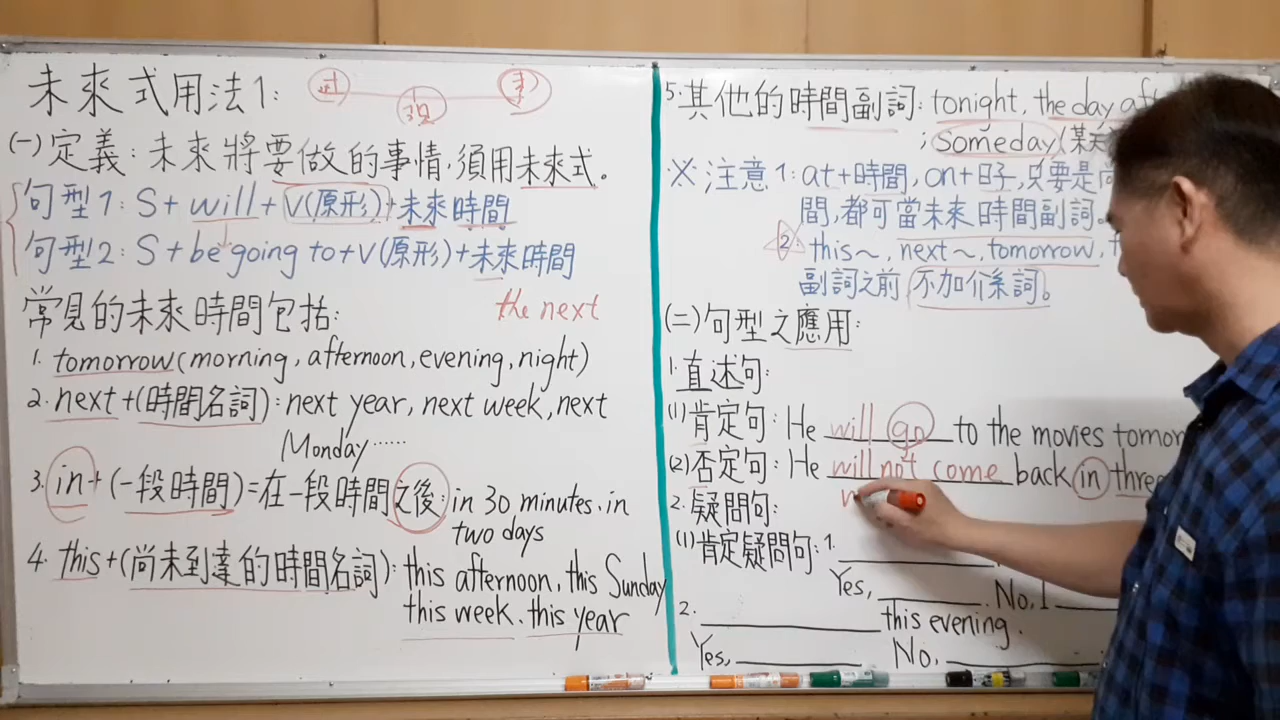 未來式用法1:
過 現 未
(一)定義:未來將要做的事情,須用未來式。
句型1: S + will + V(原形)+未來時間
句型2: S + be going to + V(原形)+未來時間
常見的未來時間包括:
the next
1. tomorrow(morning, afternoon, evening, night)
2. next +(時間名詞): next year, next week, next
Monday……
3. in + (一段時間)=在一段時間之後: in 30 minutes. in
two days
4. this+(尚未到達的時間名詞): this afternoon, this Sunday
this week. this year
5.其他的時間副詞: tonight, the day
; someday(某天
※注意1: at+時間, on+日子,只要是尚
間,都可當未來時間副詞。
2: this~, next~, tomorrow,
副詞之前不加介系詞。
(二)句型之應用:
1.直述句:
(1)肯定句: He will go to the movies
(2)否定句: He will not come back in three
2.疑問句:
(1)肯定疑問句: 1.
Yes, . No, I
2. this evening.
Yes, No,